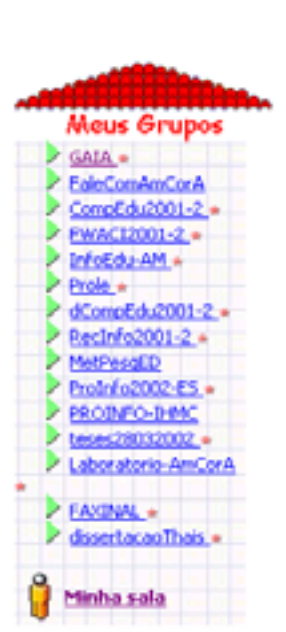 Meus Grupos
GAIA
FaleComAmCorA
CompEdu2001-2
FWACI2001-2
InfoEdu-AM
Prole
dCompEdu2001-2
RecInfo2001-2
MetPesqED
ProInfo2002-ES
PROINFO-IHMC
teses28032002
Laboratorio-AmCorA
FAXINAL
dissertacaoThais
Minha sala